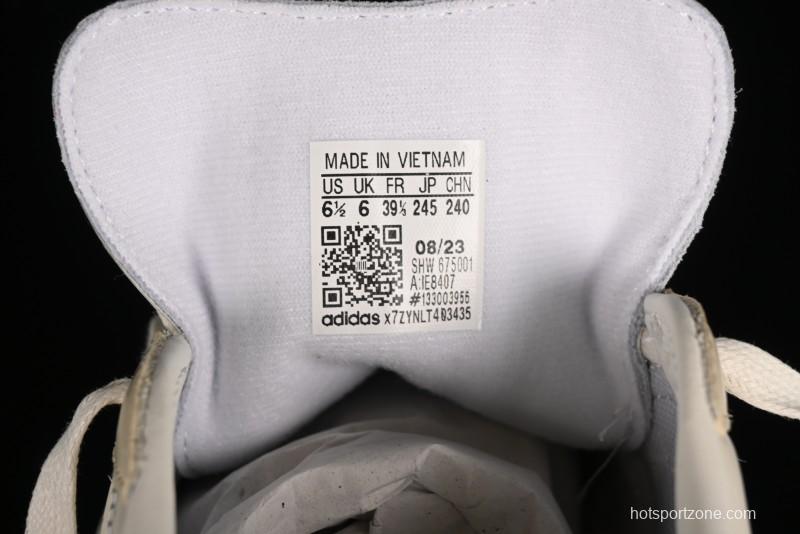 MADE IN VIETNAM
US UK FR JP CHN
6½ 6 39⅓ 245 240
08/23
SHW 675001
A:IE8407
#133003956
adidas x7ZYNLT403435
hotsportzone.com